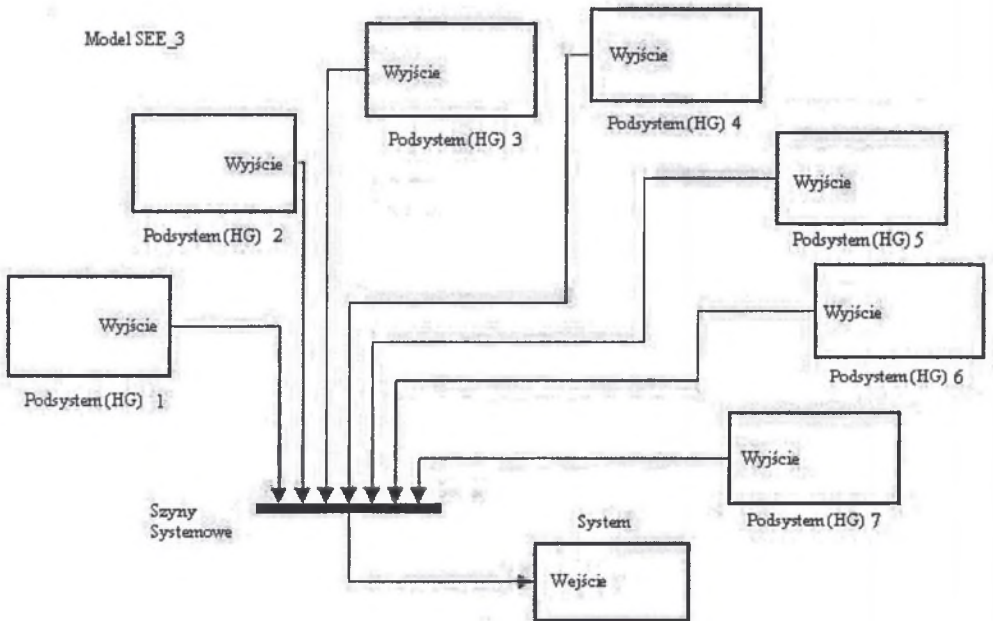 Model SEE_3
Wyjście
Podsystem(HG) 3
Wyjście
Podsystem(HG) 4
Wyjście
Podsystem(HG) 2
Wyjście
Podsystem(HG) 5
Wyjście
Podsystem(HG) 1
Wyjście
Podsystem(HG) 6
Wyjście
Podsystem(HG) 7
Szyny
Systemowe
System
Wejście